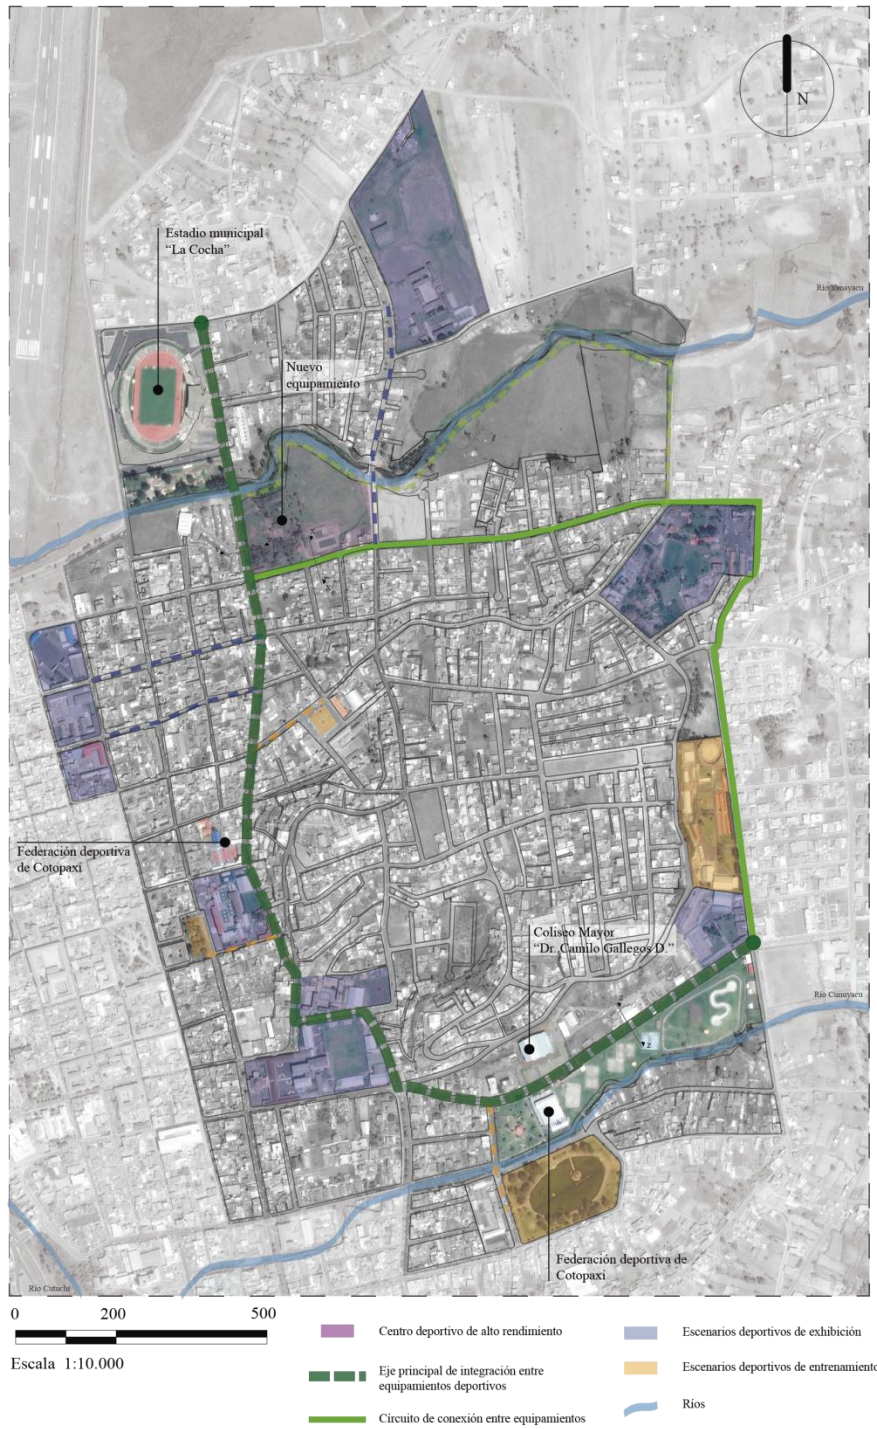 N
Estadio municipal
“La Cocha”
Río Yanayacu
Nuevo
equipamiento
Federación deportiva
de Cotopaxi
Coliseo Mayor
“Dr. Camilo Gallegos D.”
Río Cunuyacu
Z
Federación deportiva de
Cotopaxi
Río Cutuchi
0 200 500
Escala 1:10.000
Centro deportivo de alto rendimiento
Eje principal de integración entre
equipamientos deportivos
Círcuito de conexión entre equipamientos
Escenarios deportivos de exhibición
Escenarios deportivos de entrenamiento
Ríos